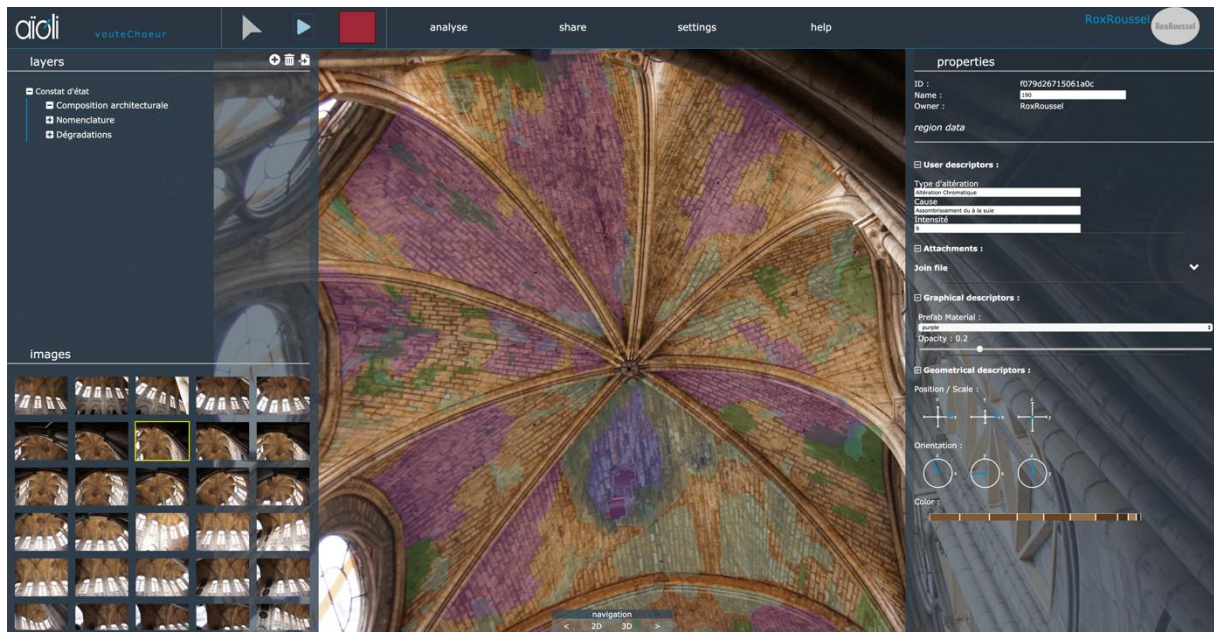 aïoli
vouteChoeur
analyse
share
settings
help
RoxRoussel
RoxRoussel
layers
Constat d'état
Composition architecturale
Nomenclature
Dégradations
images
navigation
< 2D 3D >
properties
ID : f079d26715061a0c
Name : 190
Owner : RoxRoussel
region data
User descriptors :
Type d'altération
Altération Chromatique
Cause
Assombrissement du à la suie
Intensité
9
Attachments :
Join file
Graphical descriptors :
Prefab Material :
purple
Opacity : 0.2
Geometrical descriptors :
Position / Scale :
Orientation :
Color :